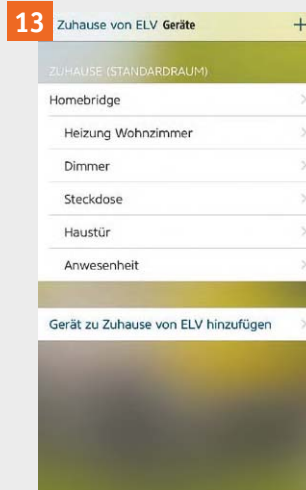 13
Zuhause von ELV Geräte +
ZUHAUSE (STANDARDRAUM)
Homebridge
Heizung Wohnzimmer
Dimmer
Steckdose
Haustür
Anwesenheit
Gerät zu Zuhause von ELV hinzufügen